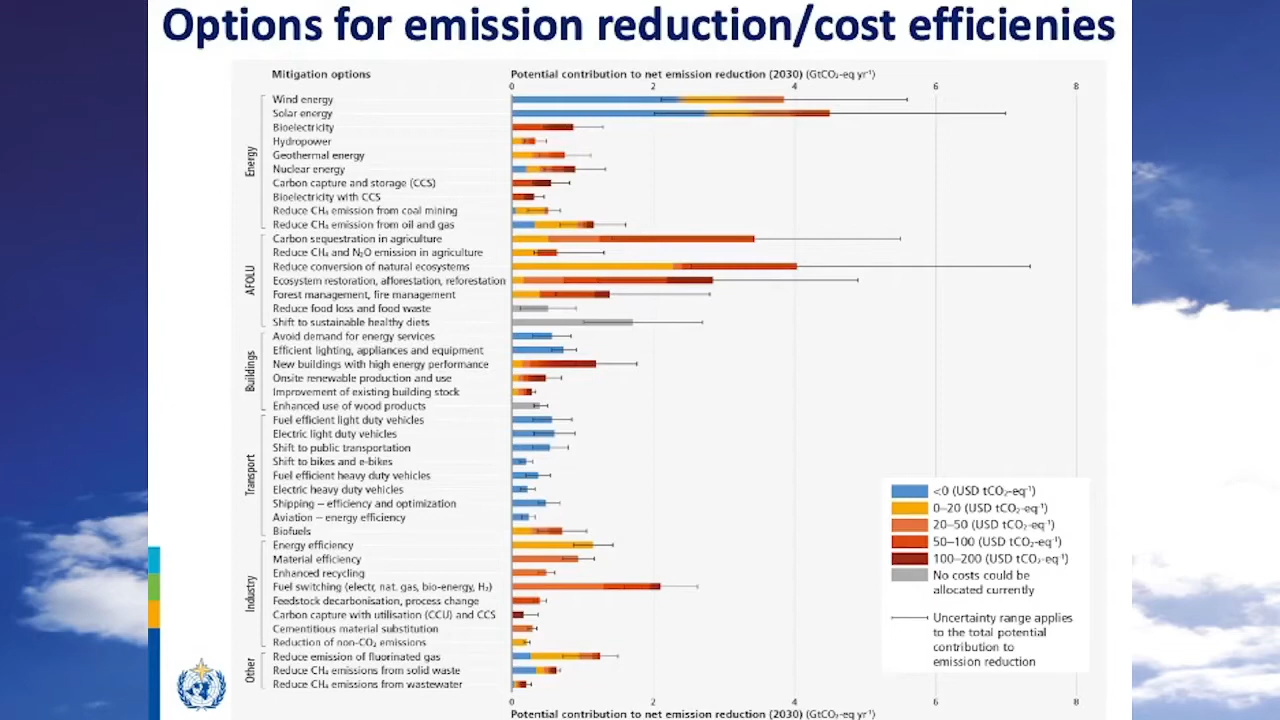 Options for emission reduction/cost efficienies
Mitigation options
Potential contribution to net emission reduction (2030) (GtCO₂-eq yr⁻¹)
0 2 4 6 8
Energy
Wind energy
Solar energy
Bioelectricity
Hydropower
Geothermal energy
Nuclear energy
Carbon capture and storage (CCS)
Bioelectricity with CCS
Reduce CH₄ emission from coal mining
Reduce CH₄ emission from oil and gas
AFOLU
Carbon sequestration in agriculture
Reduce CH₄ and N₂O emission in agriculture
Reduce conversion of natural ecosystems
Ecosystem restoration, afforestation, reforestation
Forest management, fire management
Reduce food loss and food waste
Shift to sustainable healthy diets
Buildings
Avoid demand for energy services
Efficient lighting, appliances and equipment
New buildings with high energy performance
Onsite renewable production and use
Improvement of existing building stock
Enhanced use of wood products
Transport
Fuel efficient light duty vehicles
Electric light duty vehicles
Shift to public transportation
Shift to bikes and e-bikes
Fuel efficient heavy duty vehicles
Electric heavy duty vehicles
Shipping – efficiency and optimization
Aviation – energy efficiency
Biofuels
Industry
Energy efficiency
Material efficiency
Enhanced recycling
Fuel switching (electr, nat. gas, bio-energy, H₂)
Feedstock decarbonisation, process change
Carbon capture with utilisation (CCU) and CCS
Cementitious material substitution
Reduction of non-CO₂ emissions
Other
Reduce emission of fluorinated gas
Reduce CH₄ emissions from solid waste
Reduce CH₄ emissions from wastewater
<0 (USD tCO₂-eq⁻¹)
0–20 (USD tCO₂-eq⁻¹)
20–50 (USD tCO₂-eq⁻¹)
50–100 (USD tCO₂-eq⁻¹)
100–200 (USD tCO₂-eq⁻¹)
No costs could be
allocated currently
Uncertainty range applies
to the total potential
contribution to
emission reduction
0 2 4 6 8
Potential contribution to net emission reduction (2030) (GtCO₂-eq yr⁻¹)